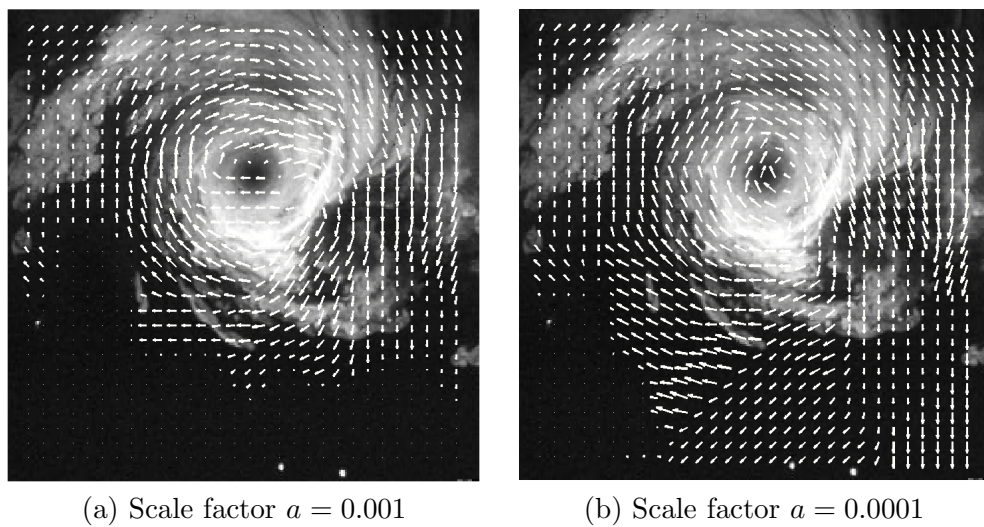 (a) Scale factor a = 0.001
(b) Scale factor a = 0.0001